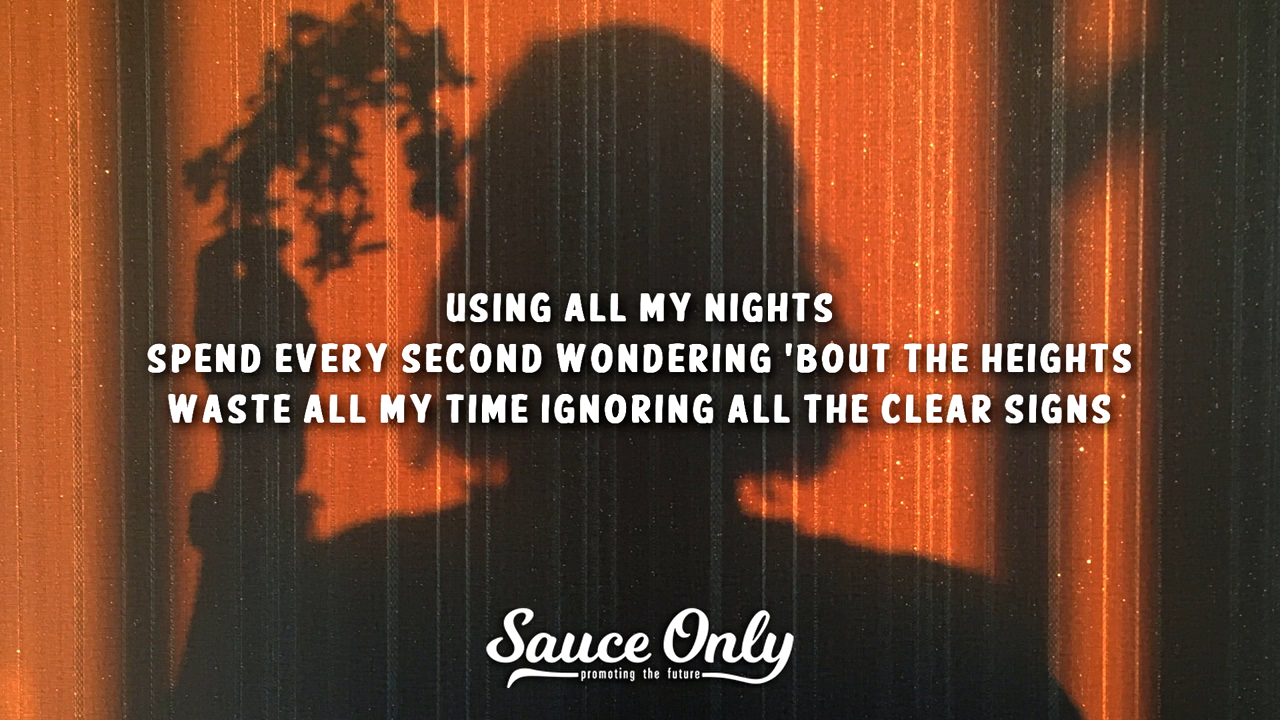 USING ALL MY NIGHTS
SPEND EVERY SECOND WONDERING 'BOUT THE HEIGHTS
WASTE ALL MY TIME IGNORING ALL THE CLEAR SIGNS
Sauce Only
promoting the future